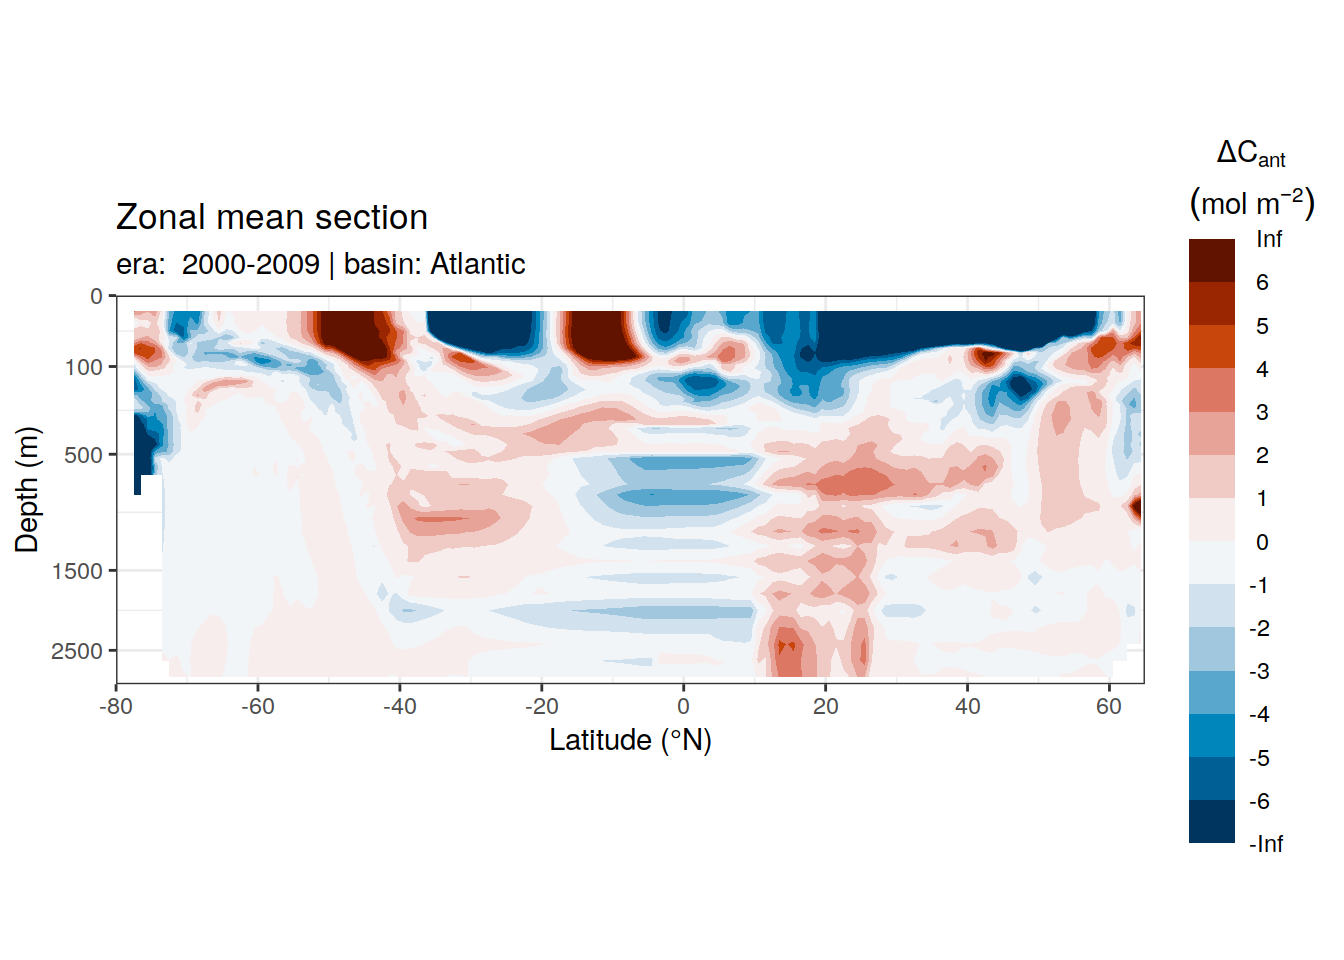 Zonal mean section
era:  2000-2009 | basin: Atlantic
ΔCant
(mol m−2)
Inf
6
5
4
3
2
1
0
-1
-2
-3
-4
-5
-6
-Inf
Depth (m)
0
100
500
1500
2500
-80 -60 -40 -20 0 20 40 60
Latitude (°N)